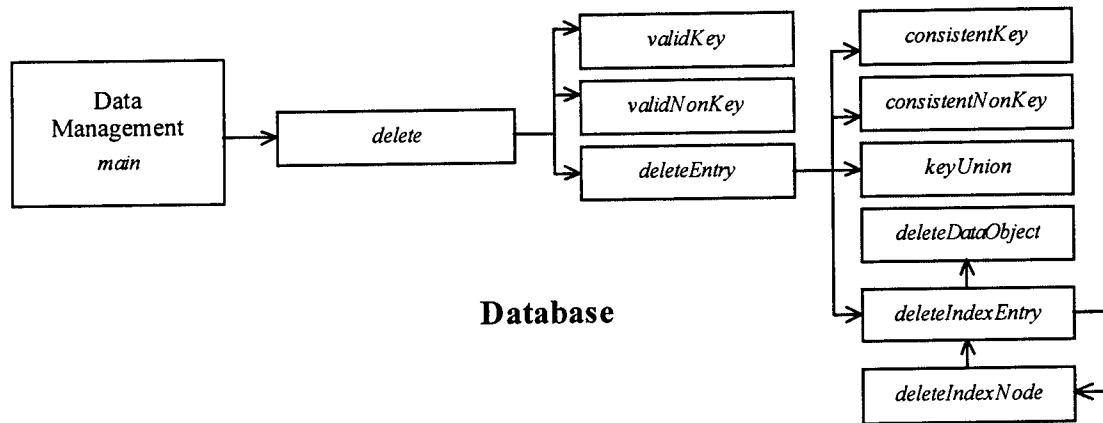 Data
Management
main
delete
validKey
validNonKey
deleteEntry
consistentKey
consistentNonKey
keyUnion
deleteDataObject
deleteIndexEntry
deleteIndexNode
Database